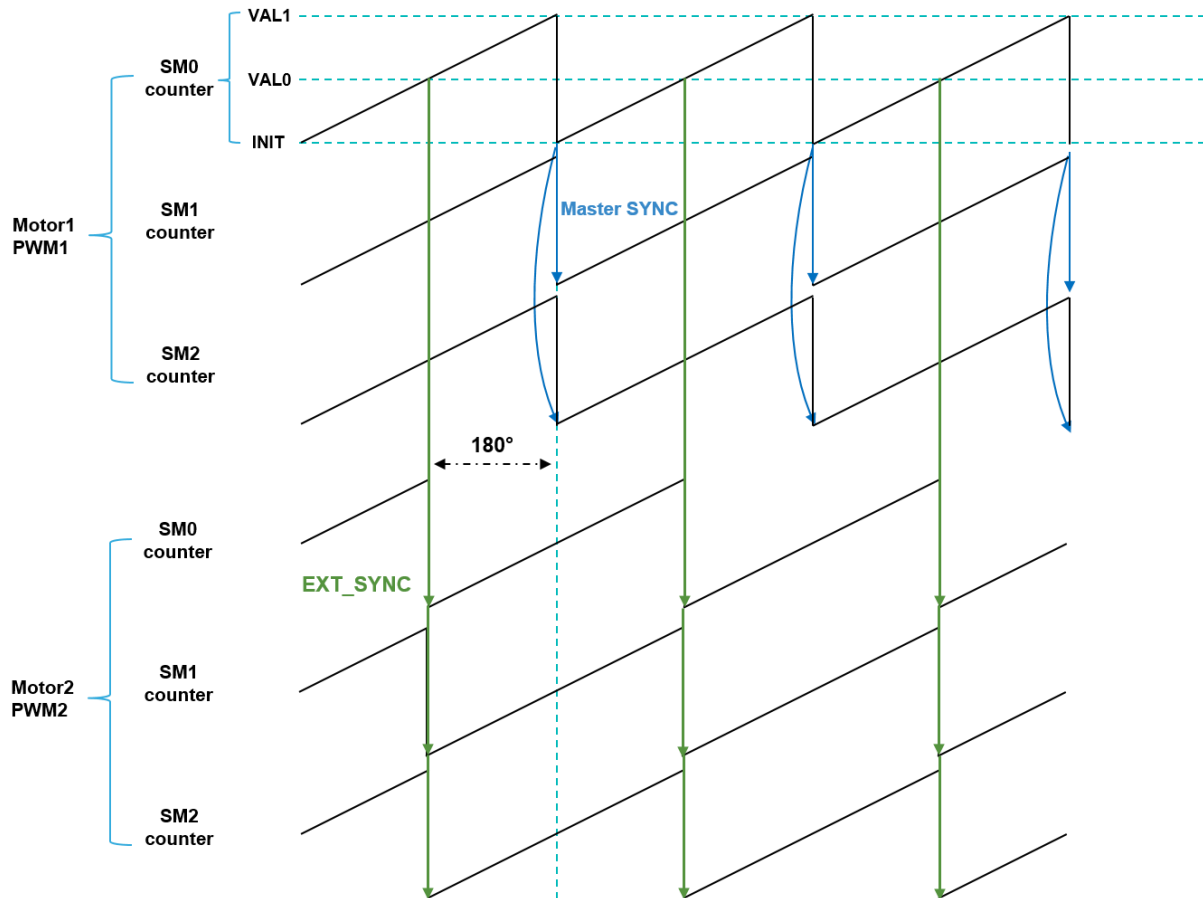 VAL1
SM0
counter
VAL0
INIT
Motor1
PWM1
SM1
counter
Master SYNC
SM2
counter
180°
SM0
counter
EXT_SYNC
Motor2
PWM2
SM1
counter
SM2
counter